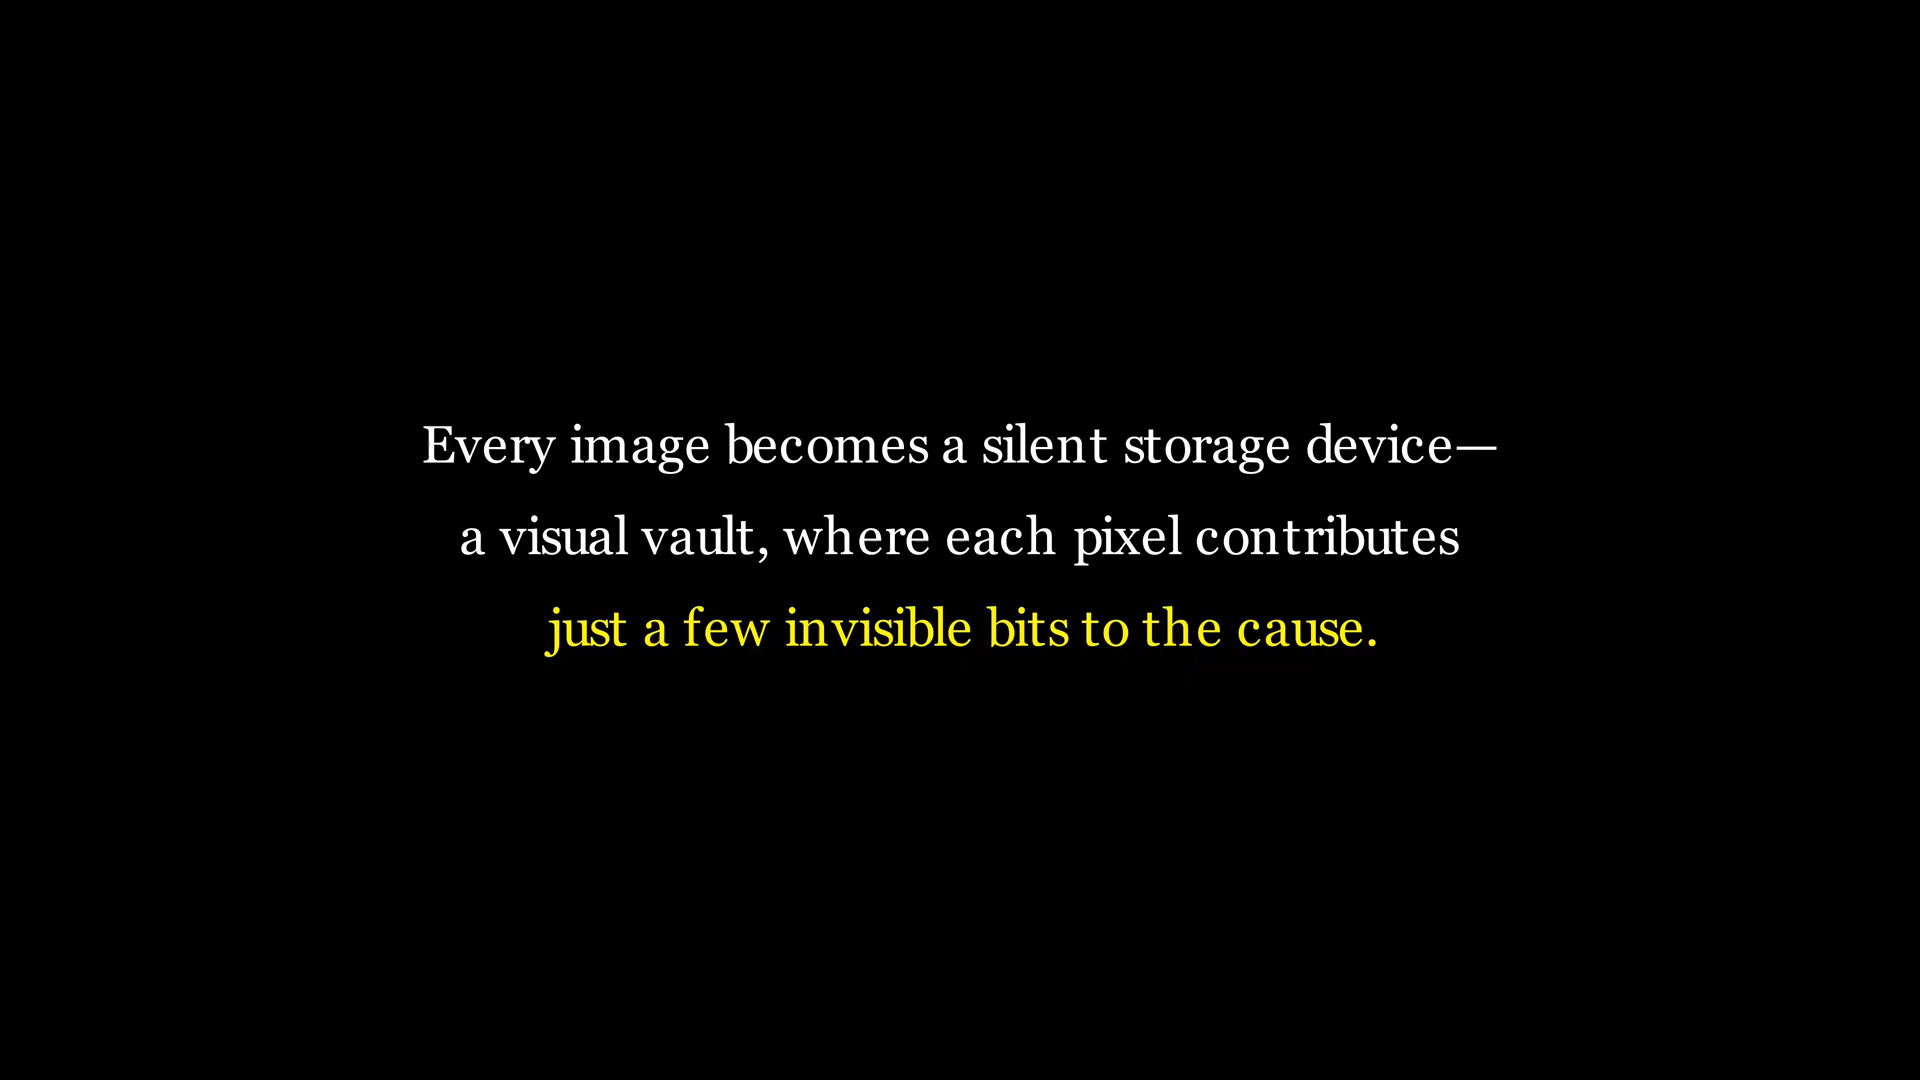 Every image becomes a silent storage device—
a visual vault, where each pixel contributes
just a few invisible bits to the cause.